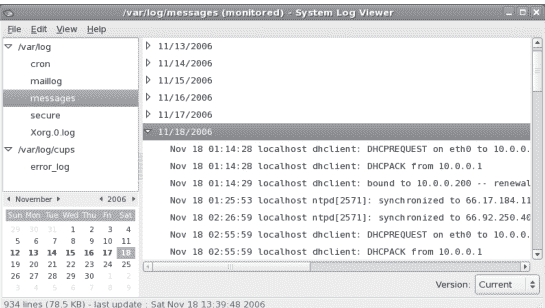 /var/log/messages (monitored) - System Log Viewer
File Edit View Help
/var/log
cron
maillog
messages
secure
Xorg.0.log
/var/log/cups
error_log
November 2006
Sun Mon Tue Wed Thu Fri Sat
29 30 31 1 2 3 4
5 6 7 8 9 10 11
12 13 14 15 16 17 18
19 20 21 22 23 24 25
26 27 28 29 30 1 2
3 4 5 6 7 8 9
11/13/2006
11/14/2006
11/15/2006
11/16/2006
11/17/2006
11/18/2006
Nov 18 01:14:28 localhost dhclient: DHCPREQUEST on eth0 to 10.0.0.
Nov 18 01:14:28 localhost dhclient: DHCPACK from 10.0.0.1
Nov 18 01:14:29 localhost dhclient: bound to 10.0.0.200 -- renewal
Nov 18 01:25:53 localhost ntpd[2571]: synchronized to 66.17.184.11
Nov 18 02:26:59 localhost ntpd[2571]: synchronized to 66.92.250.40
Nov 18 02:55:59 localhost dhclient: DHCPREQUEST on eth0 to 10.0.0.
Nov 18 02:55:59 localhost dhclient: DHCPACK from 10.0.0.1
Version: Current
934 lines (78.5 KB) - last update : Sat Nov 18 13:39:48 2006